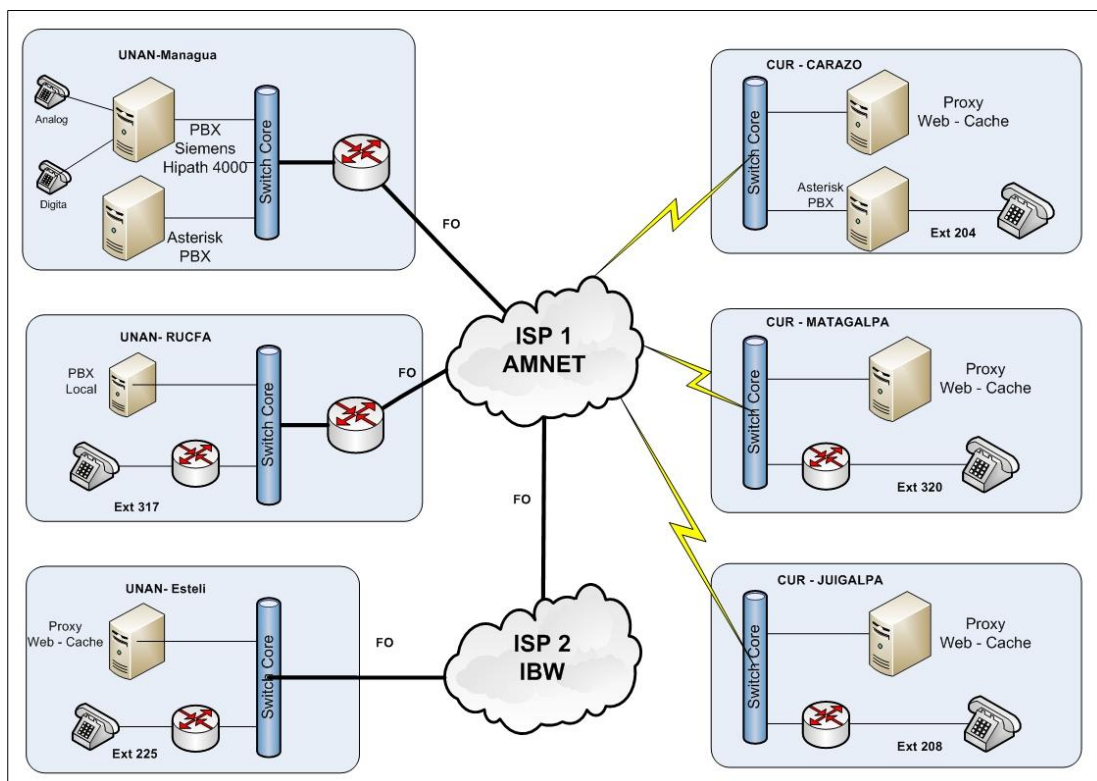 UNAN-Managua
Analog
Digita
PBX
Siemens
Hipath 4000
Asterisk
PBX
Switch Core
FO
UNAN- RUCFA
PBX
Local
Ext 317
Switch Core
FO
UNAN- Esteli
Proxy
Web - Cache
Ext 225
Switch Core
FO
ISP 1
AMNET
FO
ISP 2
IBW
CUR - CARAZO
Switch Core
Proxy
Web - Cache
Asterisk
PBX
Ext 204
CUR - MATAGALPA
Switch Core
Proxy
Web - Cache
Ext 320
CUR - JUIGALPA
Switch Core
Proxy
Web - Cache
Ext 208